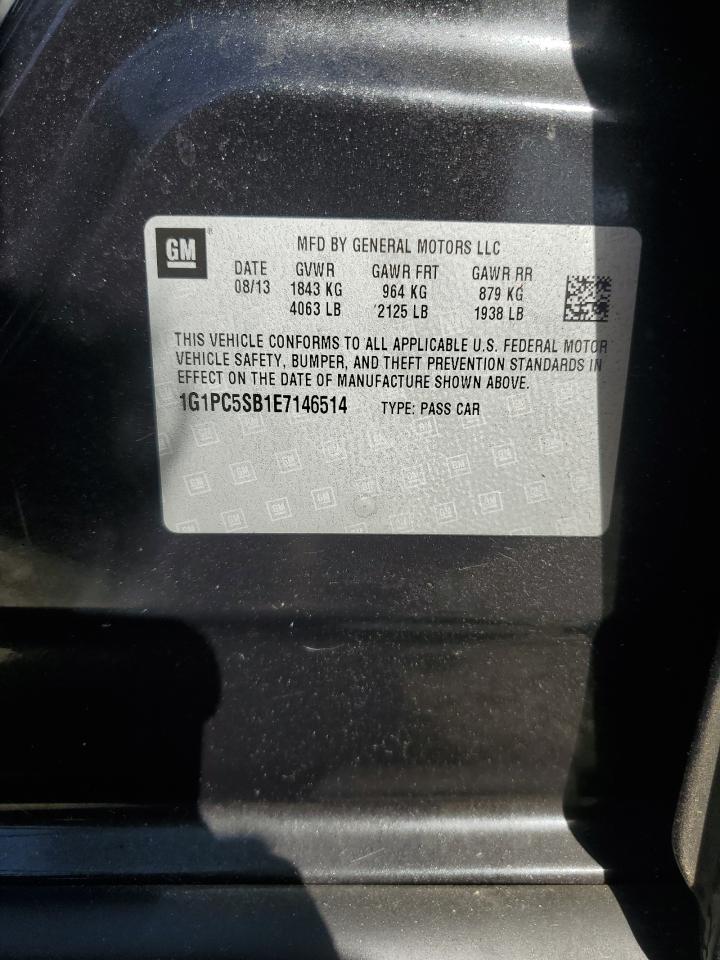 GM ®
MFD BY GENERAL MOTORS LLC
DATE GVWR GAWR FRT GAWR RR
08/13 1843 KG 964 KG 879 KG
4063 LB 2125 LB 1938 LB
THIS VEHICLE CONFORMS TO ALL APPLICABLE U.S. FEDERAL MOTOR
VEHICLE SAFETY, BUMPER, AND THEFT PREVENTION STANDARDS IN
EFFECT ON THE DATE OF MANUFACTURE SHOWN ABOVE.
1G1PC5SB1E7146514 TYPE: PASS CAR